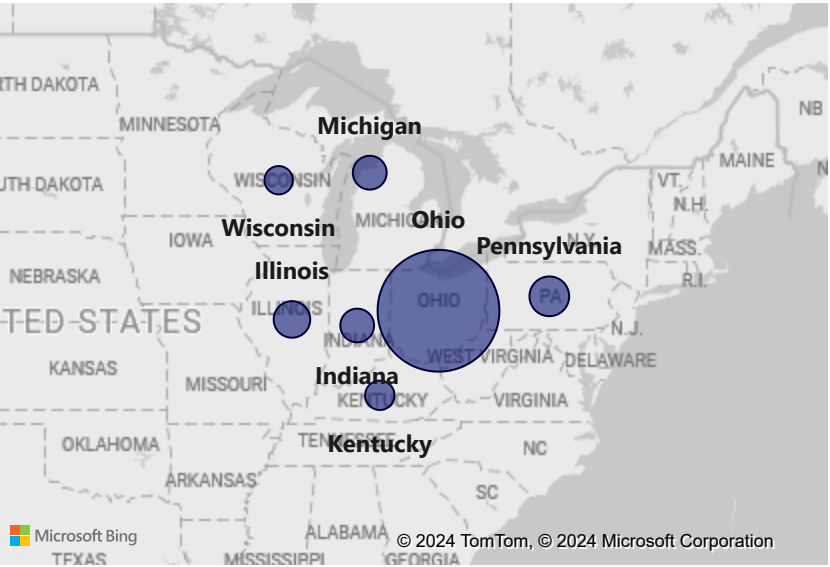 RTH DAKOTA
MINNESOTA
Michigan
NB
MAINE
UTH DAKOTA
WISCONSIN
VT.
N.H.
MICHIG
Ohio
Wisconsin
IOWA
Pennsylvania
N.Y.
MASS.
NEBRASKA
Illinois
R.I.
ILLINOIS
OHIO
PA
TED STATES
INDIANA
N.J.
WEST VIRGINIA
DELAWARE
KANSAS
MISSOURI
Indiana
KENTUCKY
VIRGINIA
OKLAHOMA
TENNESSEE
Kentucky
NC
ARKANSAS
SC
Microsoft Bing
ALABAMA
© 2024 TomTom, © 2024 Microsoft Corporation
TEXAS
MISSISSIPPI
GEORGIA